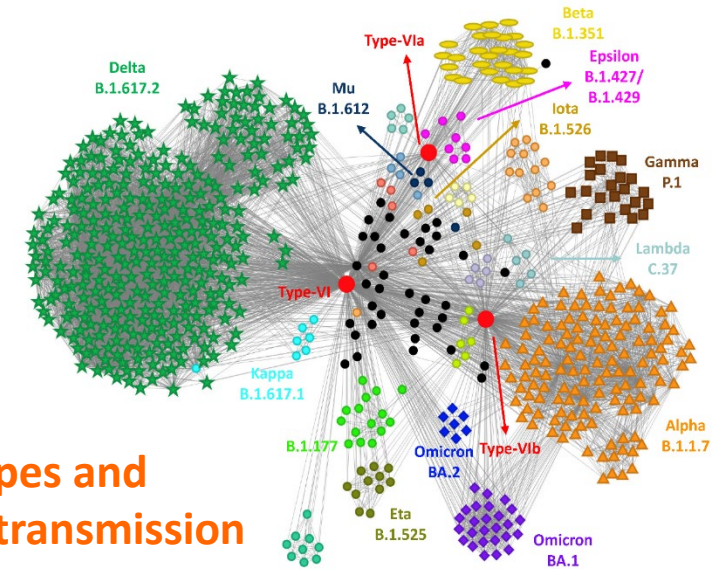 Beta
B.1.351
Type-VIa
Epsilon
B.1.427/
B.1.429
Delta
B.1.617.2
Mu
B.1.612
Iota
B.1.526
Gamma
P.1
Lambda
C.37
Type-VI
Kappa
B.1.617.1
Alpha
B.1.1.7
B.1.177
Omicron
BA.2
Type-VIb
pes and
transmission
Eta
B.1.525
Omicron
BA.1